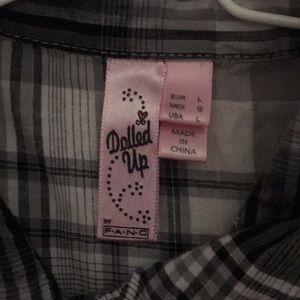 Dolled
Up
BY
F.A.N.G
EUR L
MEX G
USA L
MADE
IN
CHINA